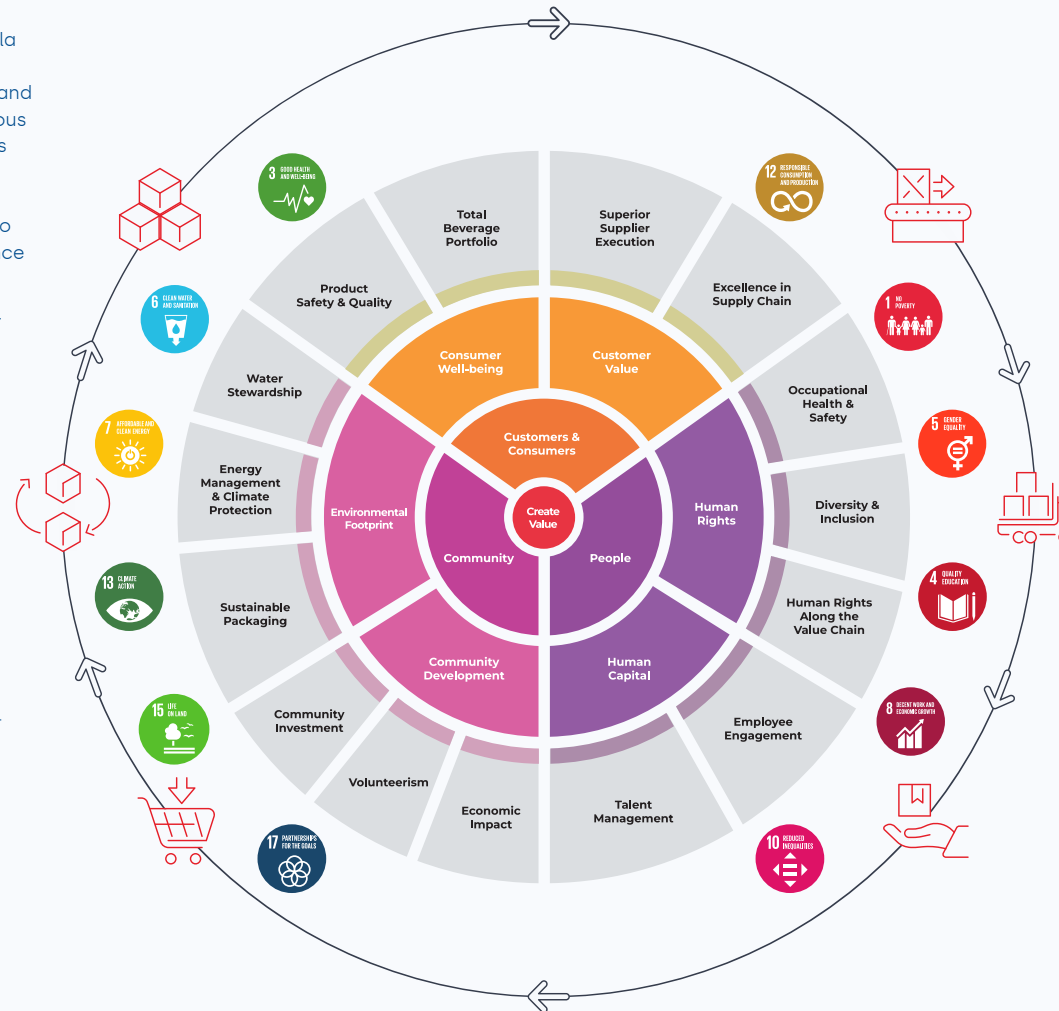 la
and
ous
s
o
nce
3 GOOD HEALTH
AND WELL-BEING
12 RESPONSIBLE
CONSUMPTION
AND PRODUCTION
Total
Beverage
Portfolio
Superior
Supplier
Execution
Product
Safety & Quality
Excellence in
Supply Chain
6 CLEAN WATER
AND SANITATION
1 NO
POVERTY
Consumer
Well-being
Customer
Value
Water
Stewardship
Occupational
Health &
Safety
7 AFFORDABLE AND
CLEAN ENERGY
5 GENDER
EQUALITY
Customers &
Consumers
Energy
Management
& Climate
Protection
Environmental
Footprint
Create
Value
Human
Rights
Diversity &
Inclusion
Community
People
13 CLIMATE
ACTION
4 QUALITY
EDUCATION
Sustainable
Packaging
Human Rights
Along the
Value Chain
Community
Development
Human
Capital
15 LIFE
ON LAND
8 DECENT WORK AND
ECONOMIC GROWTH
Community
Investment
Employee
Engagement
Volunteerism
Economic
Impact
Talent
Management
17 PARTNERSHIPS
FOR THE GOALS
10 REDUCED
INEQUALITIES